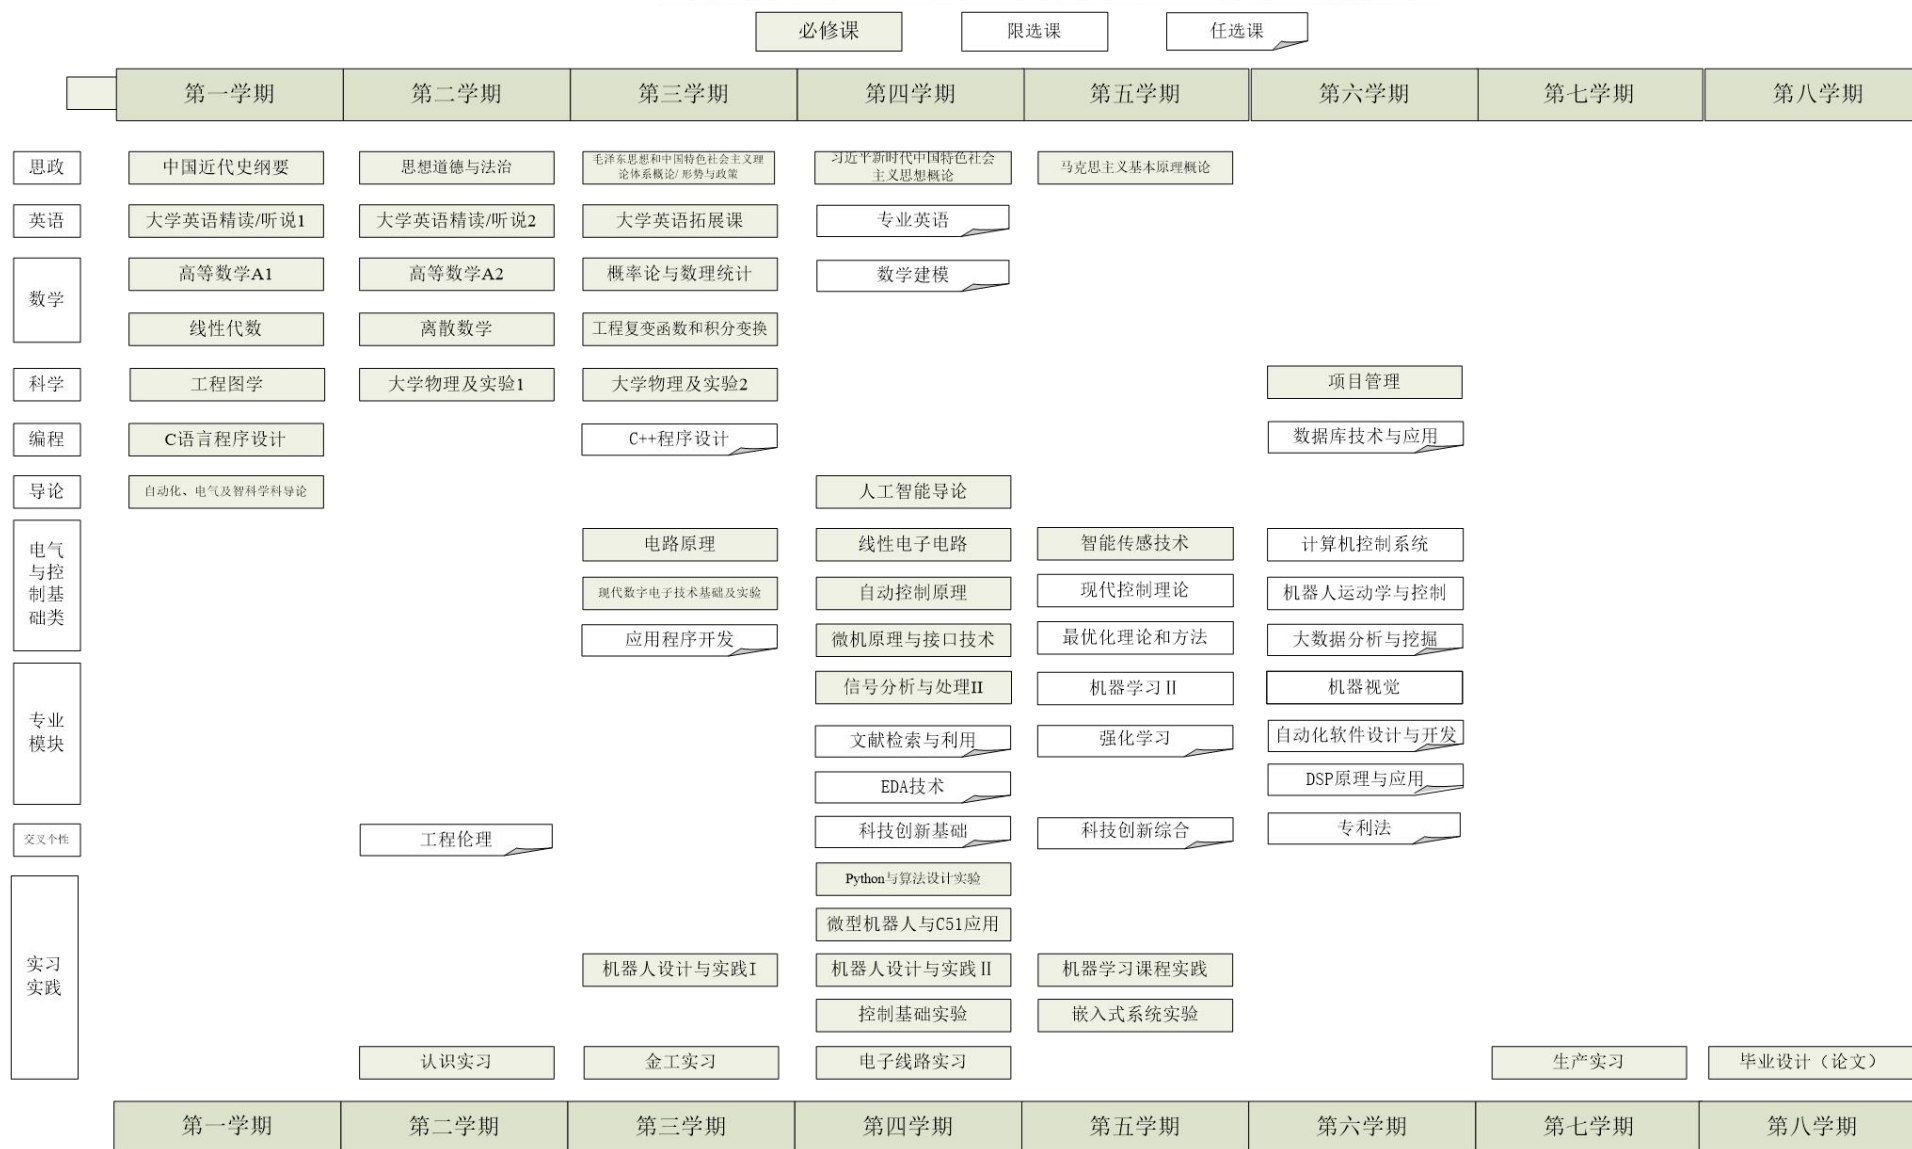 必修课 限选课 任选课
第一学期 第二学期 第三学期 第四学期 第五学期 第六学期 第七学期 第八学期
思政 中国近代史纲要 思想道德与法治 毛泽东思想和中国特色社会主义理 习近平新时代中国特色社会 马克思主义基本原理概论
论体系概论/形势与政策 主义思想概论
英语 大学英语精读/听说1 大学英语精读/听说2 大学英语拓展课 专业英语
数学 高等数学A1 高等数学A2 概率论与数理统计 数学建模
线性代数 离散数学 工程复变函数和积分变换
科学 工程图学 大学物理及实验1 大学物理及实验2 项目管理
编程 C语言程序设计 C++程序设计 数据库技术与应用
导论 自动化、电气及智科学科导论 人工智能导论
电气
与控
制基
础类
电路原理 线性电子电路 智能传感技术 计算机控制系统
现代数字电子技术基础及实验 自动控制原理 现代控制理论 机器人运动学与控制
应用程序开发 微机原理与接口技术 最优化理论和方法 大数据分析与挖掘
专业
模块
信号分析与处理II 机器学习Ⅱ 机器视觉
文献检索与利用 强化学习 自动化软件设计与开发
EDA技术 DSP原理与应用
交叉个性 工程伦理 科技创新基础 科技创新综合 专利法
实习
实践
Python与算法设计实验
微型机器人与C51应用
机器人设计与实践I 机器人设计与实践Ⅱ 机器学习课程实践
控制基础实验 嵌入式系统实验
认识实习 金工实习 电子线路实习 生产实习 毕业设计（论文）
第一学期 第二学期 第三学期 第四学期 第五学期 第六学期 第七学期 第八学期